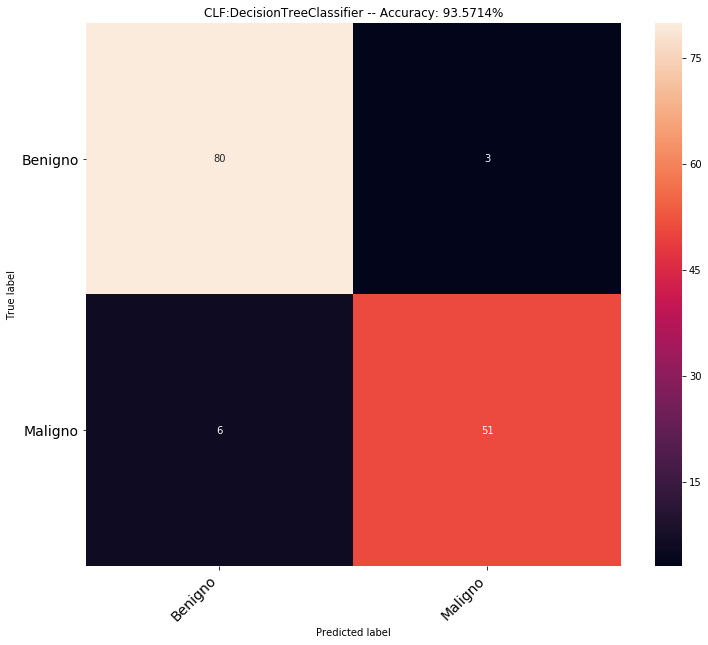 CLF:DecisionTreeClassifier -- Accuracy: 93.5714%
75
Benigno
80
3
60
True label
45
30
Maligno
6
51
15
Benigno
Maligno
Predicted label